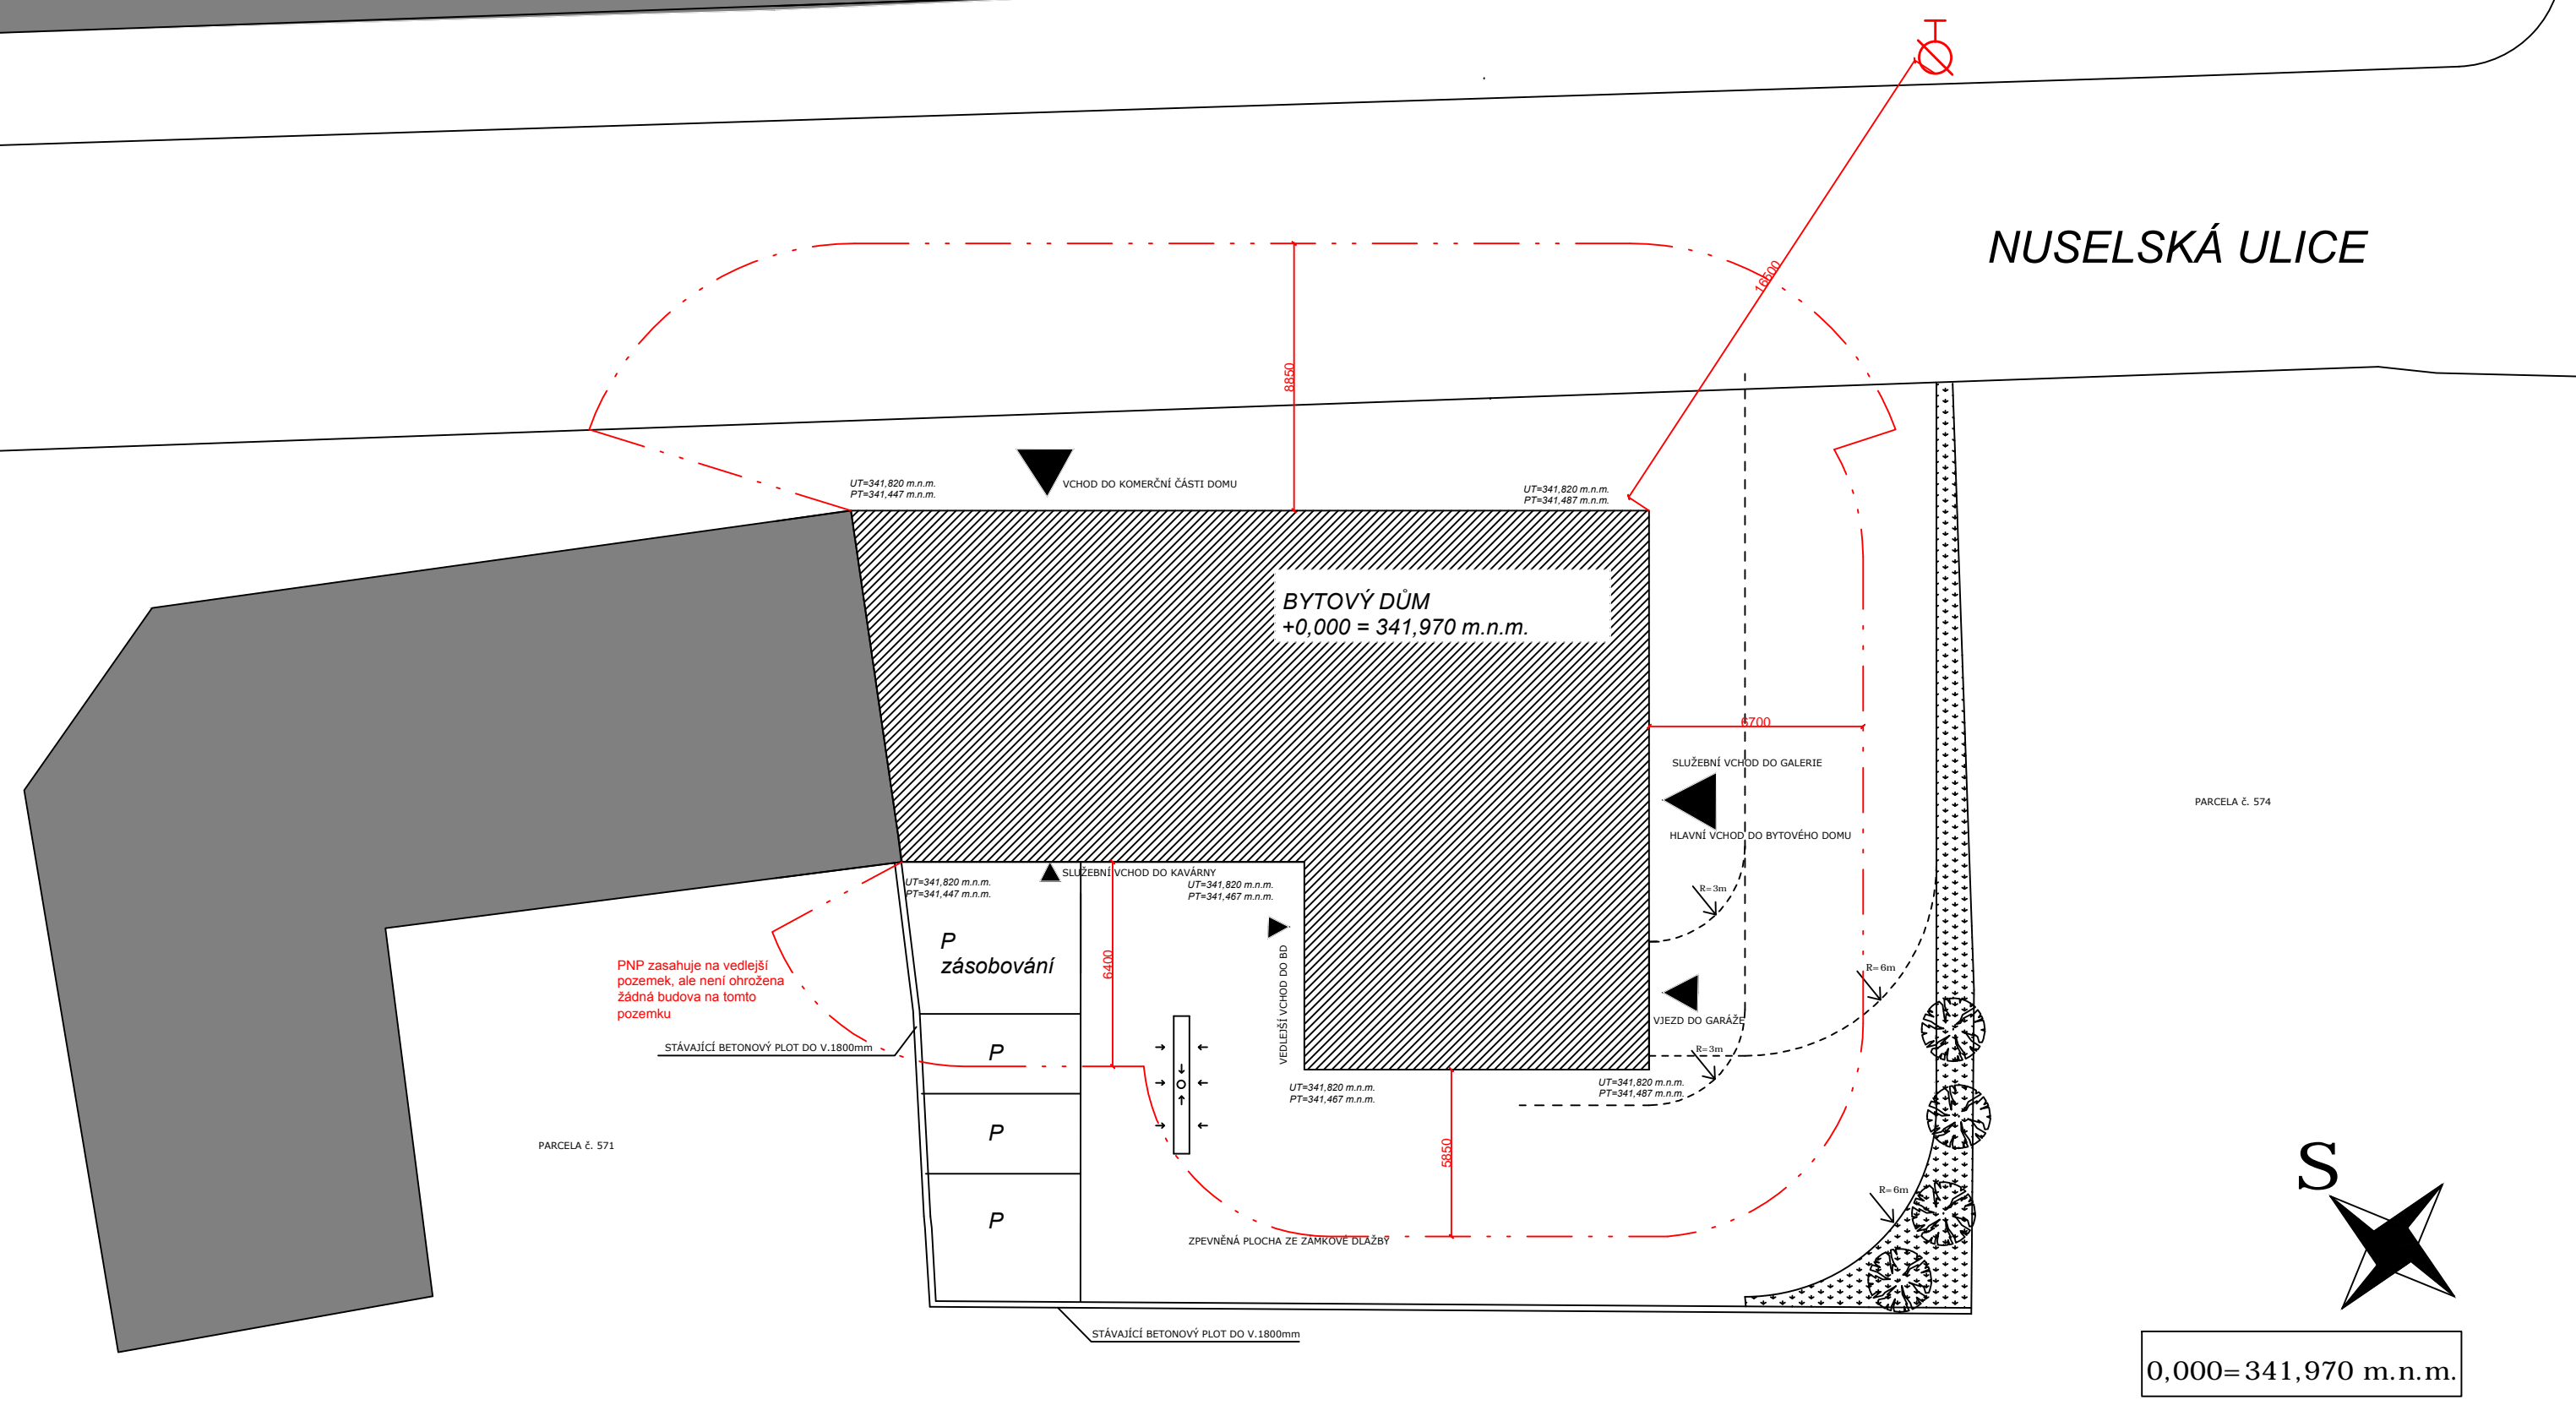 NUSELSKÁ ULICE
16500
8850
UT=341,820 m.n.m.
PT=341,447 m.n.m.
VCHOD DO KOMERČNÍ ČÁSTI DOMU
UT=341,820 m.n.m.
PT=341,487 m.n.m.
BYTOVÝ DŮM
+0,000 = 341,970 m.n.m.
6700
SLUŽEBNÍ VCHOD DO GALERIE
PARCELA č. 574
HLAVNÍ VCHOD DO BYTOVÉHO DOMU
SLUŽEBNÍ VCHOD DO KAVÁRNY
UT=341,820 m.n.m.
PT=341,447 m.n.m.
UT=341,820 m.n.m.
PT=341,467 m.n.m.
R=3m
P
zásobování
6400
VEDLEJŠÍ VCHOD DO BD
R=6m
PNP zasahuje na vedlejší
pozemek, ale není ohrožena
žádná budova na tomto
pozemku
VJEZD DO GARÁŽE
STÁVAJÍCÍ BETONOVÝ PLOT DO V.1800mm
P
R=3m
UT=341,820 m.n.m.
PT=341,467 m.n.m.
UT=341,820 m.n.m.
PT=341,487 m.n.m.
P
PARCELA č. 571
5850
S
R=6m
P
ZPEVNĚNÁ PLOCHA ZE ZÁMKOVÉ DLAŽBY
STÁVAJÍCÍ BETONOVÝ PLOT DO V.1800mm
0,000=341,970 m.n.m.